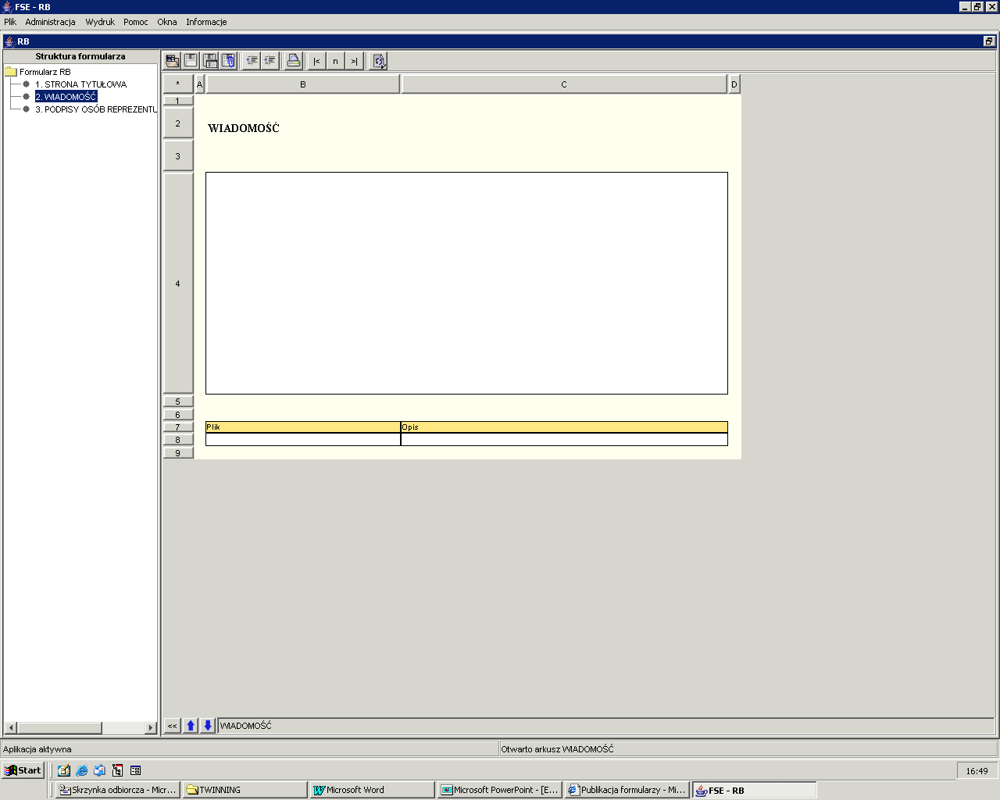 FSE - RB
Plik Administracja Wydruk Pomoc Okna Informacje
RB
Struktura formularza
Formularz RB
1. STRONA TYTUŁOWA
2. WIADOMOŚĆ
3. PODPISY OSÓB REPREZENTU
|< n >|
* A B C D
1
2
WIADOMOŚĆ
3
4
5
6
7 Plik Opis
8
9
<< WIADOMOŚĆ
Aplikacja aktywna Otwarto arkusz WIADOMOŚĆ
Start 16:49
Skrzynka odbiorcza - Micr... TWINNING Microsoft Word Microsoft PowerPoint - [E... Publikacja formularzy - Mi... FSE - RB